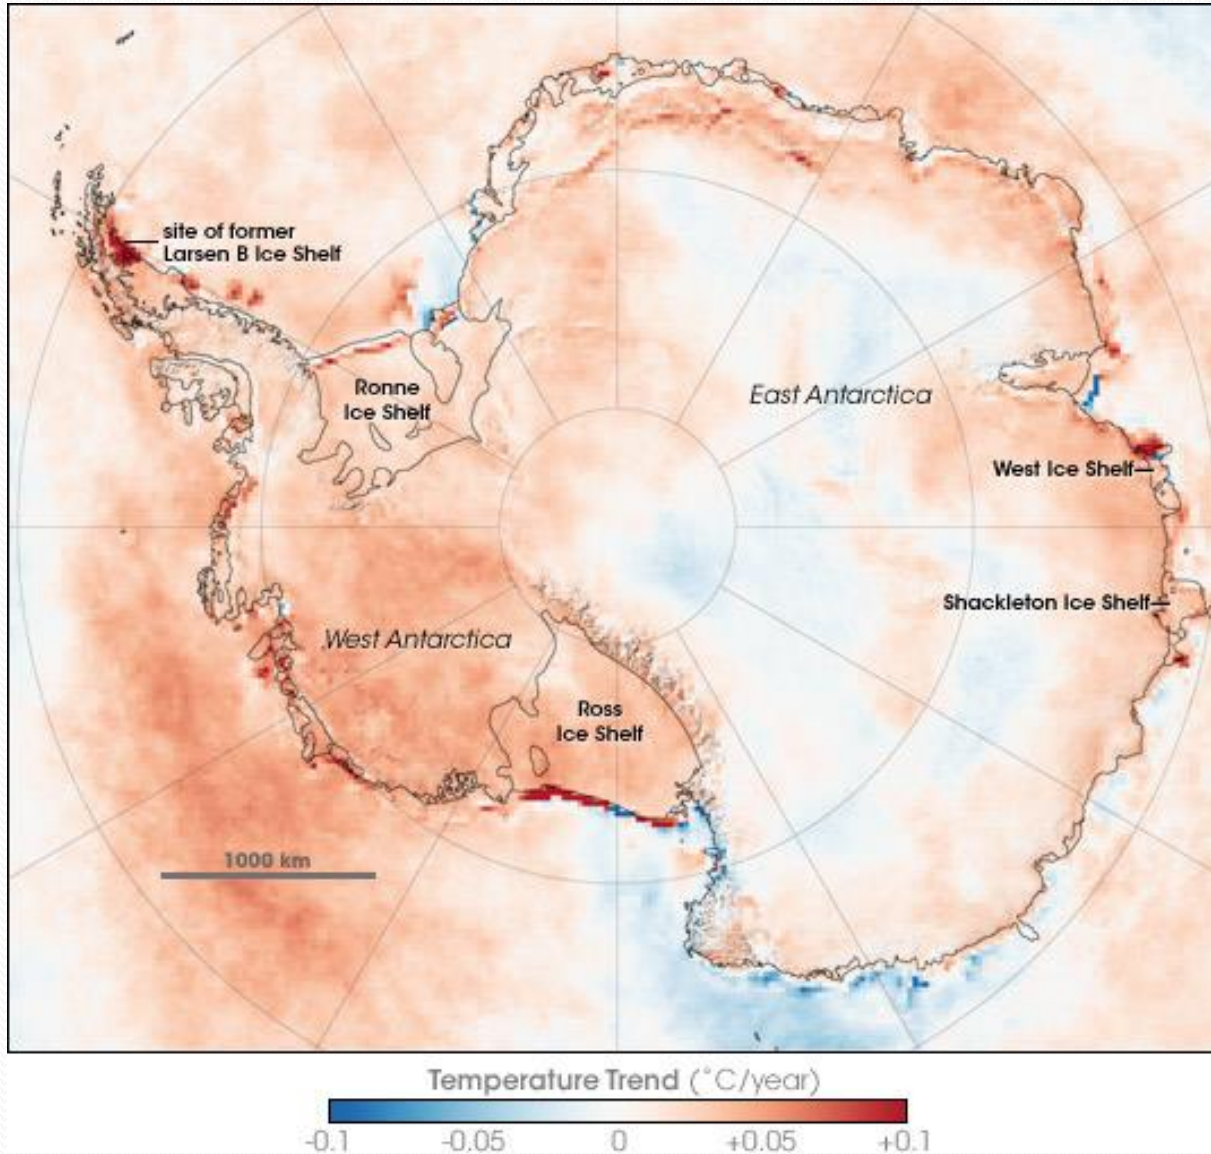 site of former
Larsen B Ice Shelf
Ronne
Ice Shelf
East Antarctica
West Ice Shelf
Shackleton Ice Shelf
West Antarctica
Ross
Ice Shelf
1000 km
Temperature Trend (°C/year)
-0.1 -0.05 0 +0.05 +0.1